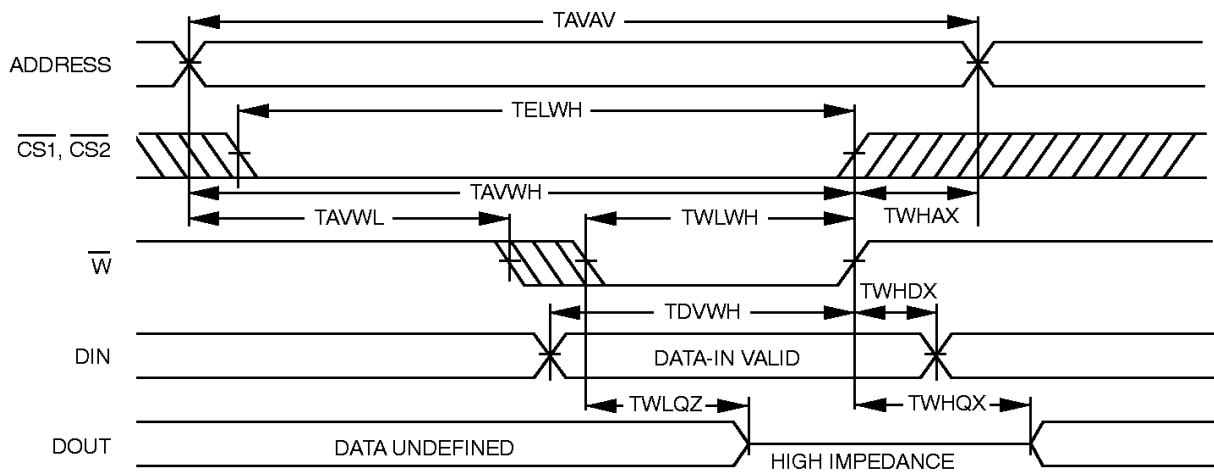 TAVAV
ADDRESS
TELWH
CS1, CS2
TAVWH
TAVWL
TWLWH
TWHAX
W
TWHDX
TDVWH
DIN
DATA-IN VALID
TWLQZ
TWHQX
DOUT
DATA UNDEFINED
HIGH IMPEDANCE